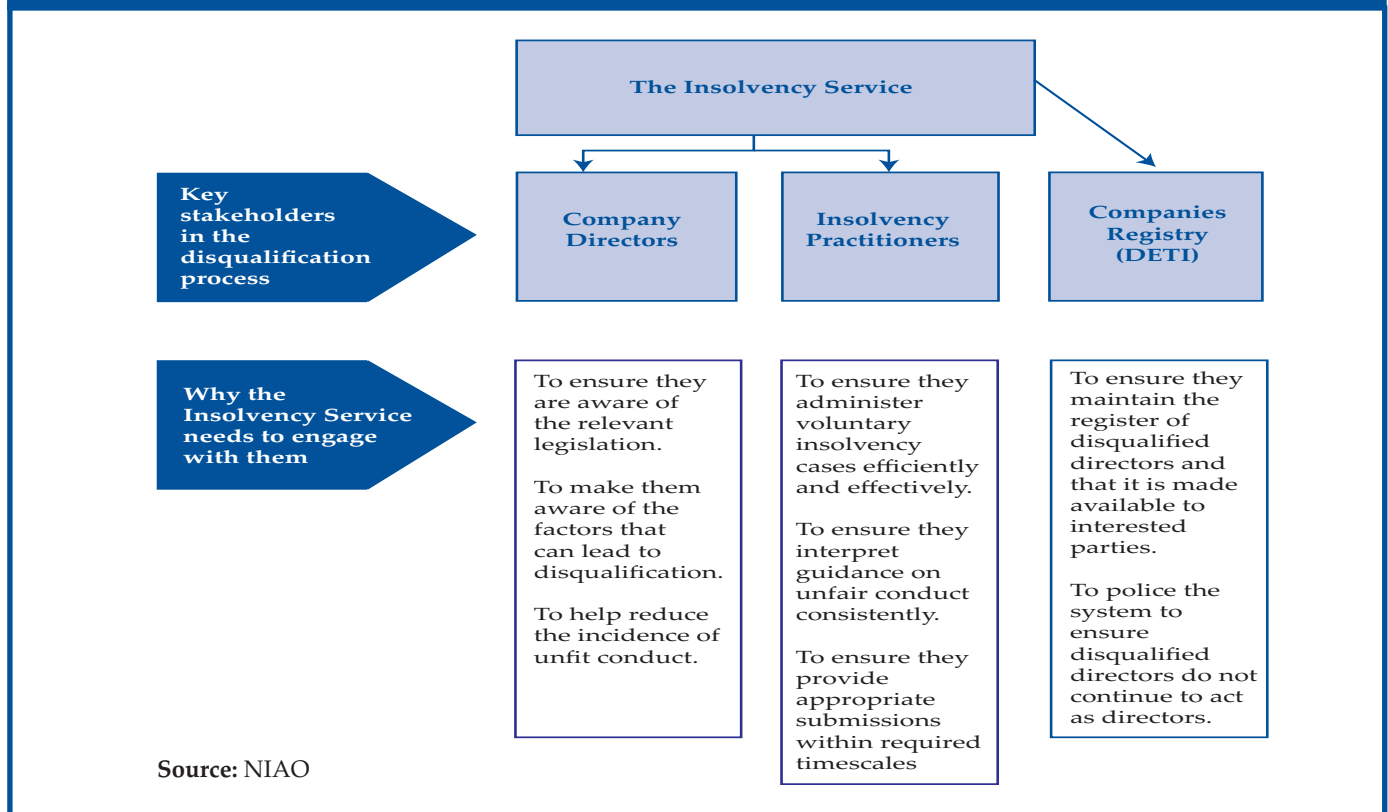 The Insolvency Service
Key
stakeholders
in the
disqualification
process
Company
Directors
Insolvency
Practitioners
Companies
Registry
(DETI)
Why the
Insolvency Service
needs to engage
with them
To ensure they
are aware of
the relevant
legislation.
To make them
aware of the
factors that
can lead to
disqualification.
To help reduce
the incidence of
unfit conduct.
To ensure they
administer
voluntary
insolvency
cases efficiently
and effectively.
To ensure they
interpret
guidance on
unfair conduct
consistently.
To ensure they
provide
appropriate
submissions
within required
timescales
To ensure they
maintain the
register of
disqualified
directors and
that it is made
available to
interested
parties.
To police the
system to
ensure
disqualified
directors do not
continue to act
as directors.
Source: NIAO